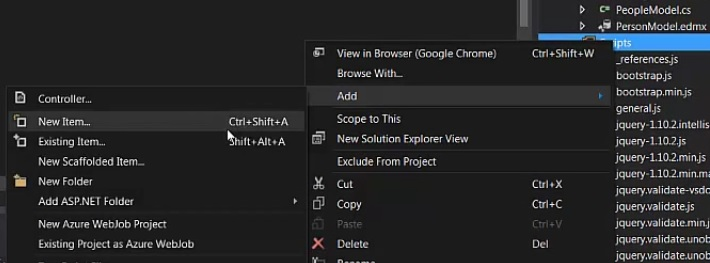 PeopleModel.cs
PersonModel.edmx
View in Browser (Google Chrome) Ctrl+Shift+W
Browse With...
Add
Scope to This
New Solution Explorer View
Exclude From Project
Cut Ctrl+X
Copy Ctrl+C
Paste Ctrl+V
Delete Del
Controller...
New Item... Ctrl+Shift+A
Existing Item... Shift+Alt+A
New Scaffolded Item...
New Folder
Add ASP.NET Folder
New Azure WebJob Project
Existing Project as Azure WebJob
_references.js
bootstrap.js
bootstrap.min.js
general.js
jquery-1.10.2.intellis
jquery-1.10.2.js
jquery-1.10.2.min.js
jquery-1.10.2.min.ma
jquery.validate-vsdo
jquery.validate.js
jquery.validate.min.j
jquery.validate.unob
jquery.validate.unob